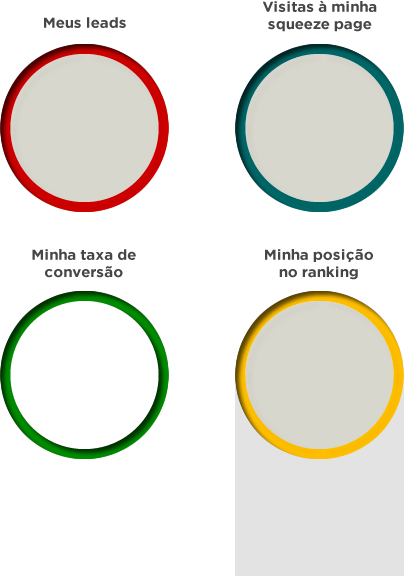 Meus leads
Visitas à minha
squeeze page
Minha taxa de
conversão
Minha posição
no ranking